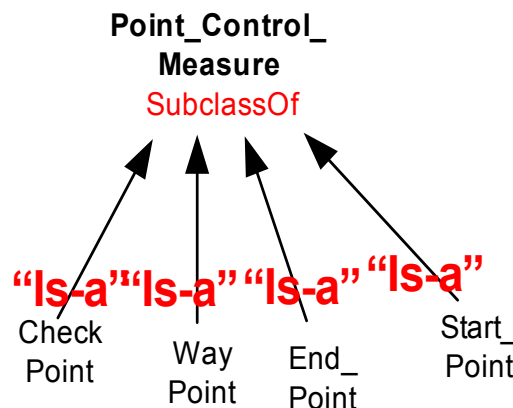 Point_Control_
Measure
SubclassOf
“Is-a” “Is-a” “Is-a” “Is-a”
Check
Point
Way
Point
End_
Point
Start_
Point